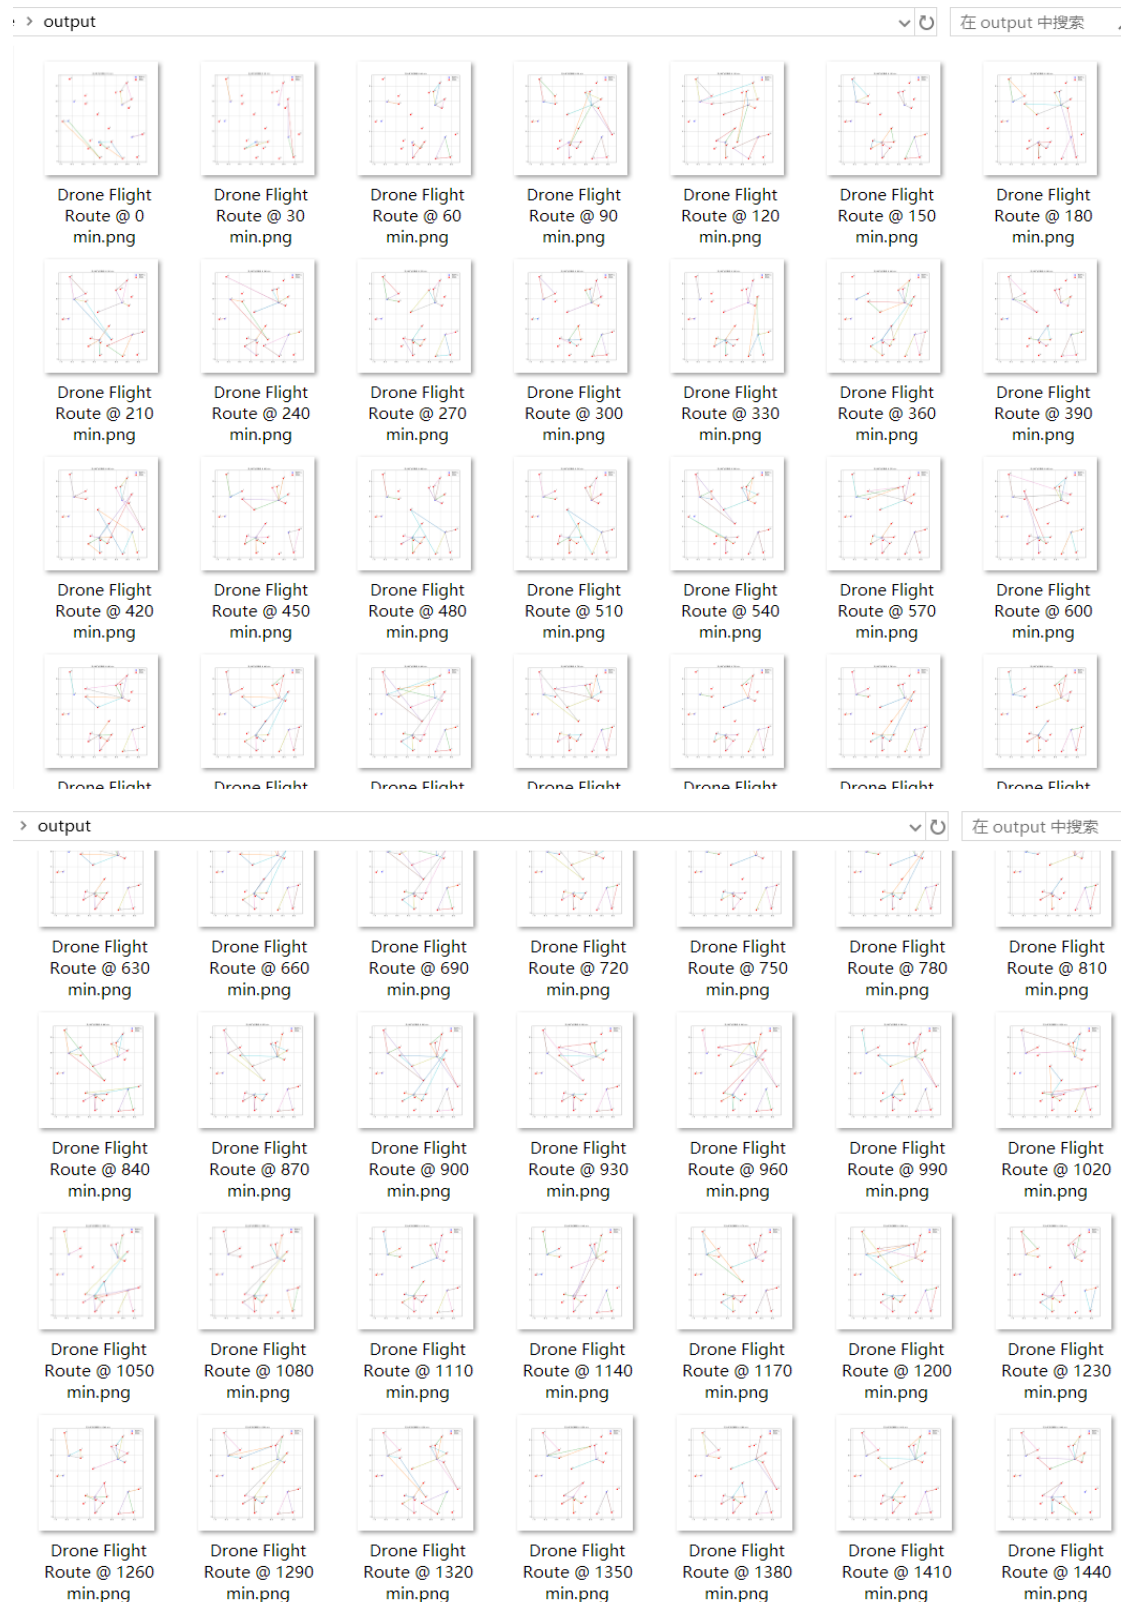 > output
在 output 中搜索
Drone Flight Drone Flight Drone Flight Drone Flight Drone Flight Drone Flight Drone Flight
Route @ 0 Route @ 30 Route @ 60 Route @ 90 Route @ 120 Route @ 150 Route @ 180
min.png min.png min.png min.png min.png min.png min.png
Drone Flight Drone Flight Drone Flight Drone Flight Drone Flight Drone Flight Drone Flight
Route @ 210 Route @ 240 Route @ 270 Route @ 300 Route @ 330 Route @ 360 Route @ 390
min.png min.png min.png min.png min.png min.png min.png
Drone Flight Drone Flight Drone Flight Drone Flight Drone Flight Drone Flight Drone Flight
Route @ 420 Route @ 450 Route @ 480 Route @ 510 Route @ 540 Route @ 570 Route @ 600
min.png min.png min.png min.png min.png min.png min.png
Drone Flight Drone Flight Drone Flight Drone Flight Drone Flight Drone Flight Drone Flight
> output
在 output 中搜索
Drone Flight Drone Flight Drone Flight Drone Flight Drone Flight Drone Flight Drone Flight
Route @ 630 Route @ 660 Route @ 690 Route @ 720 Route @ 750 Route @ 780 Route @ 810
min.png min.png min.png min.png min.png min.png min.png
Drone Flight Drone Flight Drone Flight Drone Flight Drone Flight Drone Flight Drone Flight
Route @ 840 Route @ 870 Route @ 900 Route @ 930 Route @ 960 Route @ 990 Route @ 1020
min.png min.png min.png min.png min.png min.png min.png
Drone Flight Drone Flight Drone Flight Drone Flight Drone Flight Drone Flight Drone Flight
Route @ 1050 Route @ 1080 Route @ 1110 Route @ 1140 Route @ 1170 Route @ 1200 Route @ 1230
min.png min.png min.png min.png min.png min.png min.png
Drone Flight Drone Flight Drone Flight Drone Flight Drone Flight Drone Flight Drone Flight
Route @ 1260 Route @ 1290 Route @ 1320 Route @ 1350 Route @ 1380 Route @ 1410 Route @ 1440
min.png min.png min.png min.png min.png min.png min.png